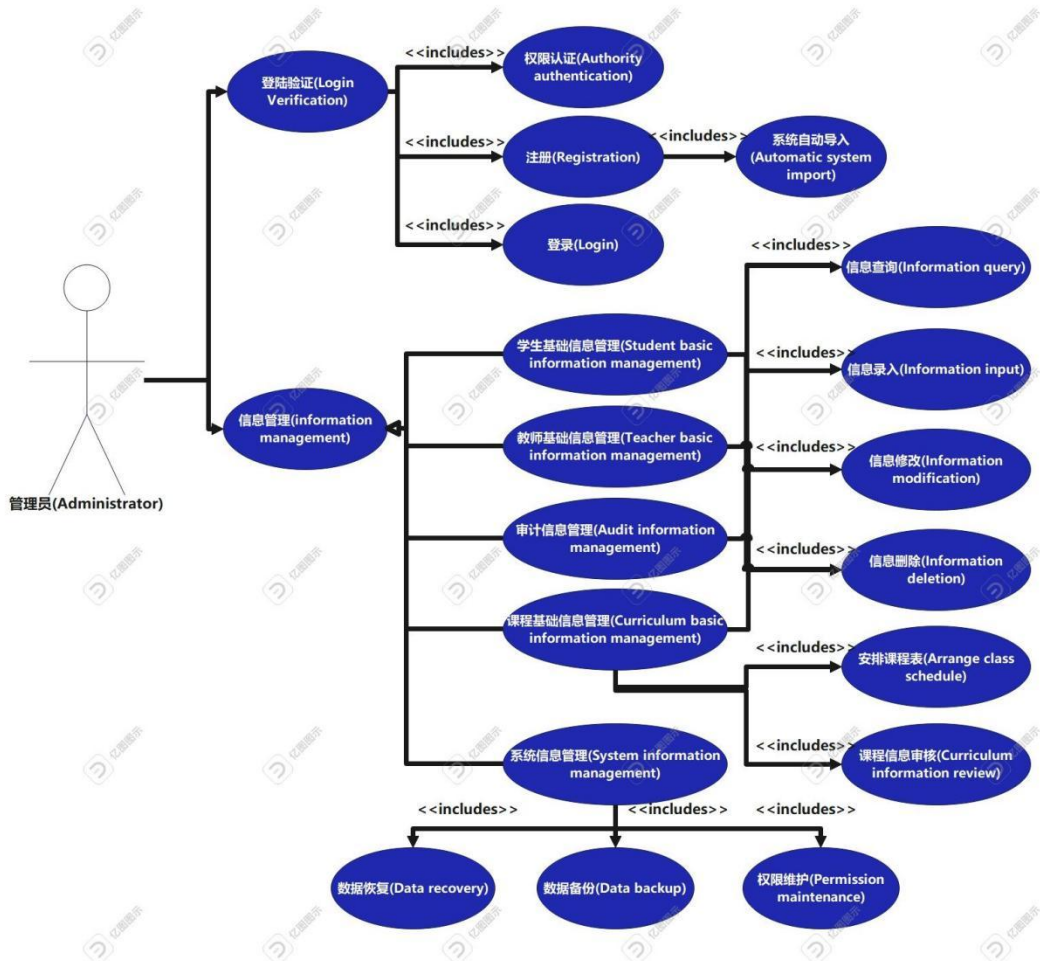 <<includes>>
权限认证(Authority
authentication)
登陆验证(Login
Verification)
<<includes>>
注册(Registration)
<<includes>>
系统自动导入
(Automatic system
import)
<<includes>>
登录(Login)
<<includes>>
信息查询(Information query)
学生基础信息管理(Student basic
information management)
<<includes>>
信息录入(Information input)
信息管理(information
management)
教师基础信息管理(Teacher basic
information management)
<<includes>>
信息修改(Information
modification)
管理员(Administrator)
审计信息管理(Audit information
management)
<<includes>>
信息删除(Information
deletion)
课程基础信息管理(Curriculum basic
information management)
<<includes>>
安排课程表(Arrange class
schedule)
系统信息管理(System information
management)
<<includes>>
课程信息审核(Curriculum
information review)
<<includes>>
<<includes>>
<<includes>>
数据恢复(Data recovery)
数据备份(Data backup)
权限维护(Permission
maintenance)
亿图图示